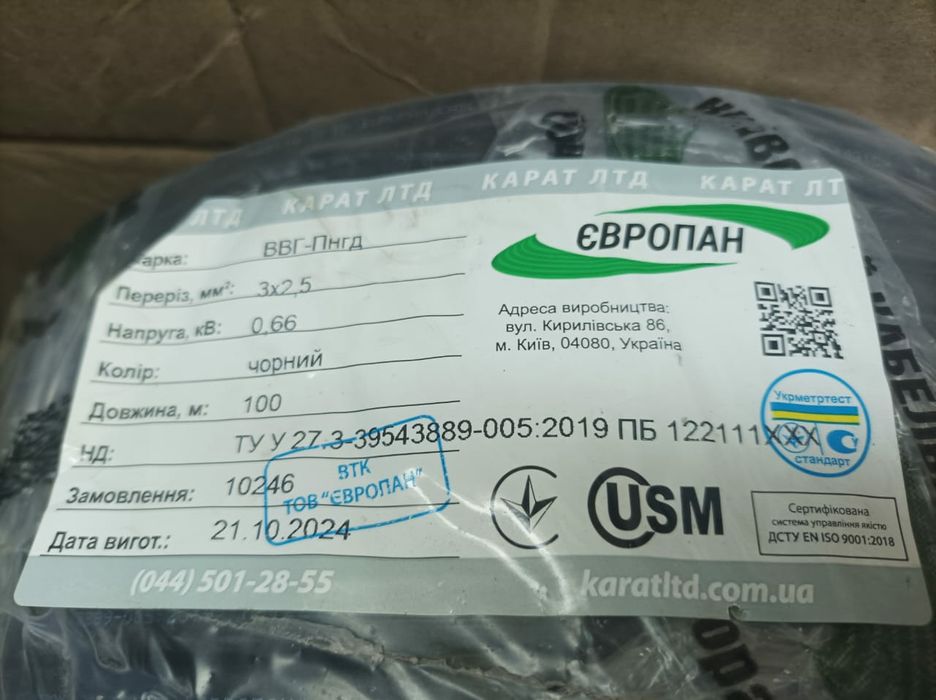 ЛТД КАРАТ ЛТД КАРАТ ЛТД КАРАТ ЛТ
арка: ВВГ-Пнгд
Переріз, мм²: 3х2,5
Напруга, кВ: 0,66
Колір: чорний
Довжина, м: 100
НД: ТУ У 27.3-39543889-005:2019 ПБ 122111ХХХ
Замовлення: 10246
Дата вигот.: 21.10.2024
ВТК
ТОВ "ЄВРОПАН"
ЄВРОПАН
Адреса виробництва:
вул. Кирилівська 86,
м. Київ, 04080, Україна
Укрметртест
стандарт
USM
Сертифікована
система управління якістю
ДСТУ EN ISO 9001:2018
(044) 501-28-55 karatltd.com.ua